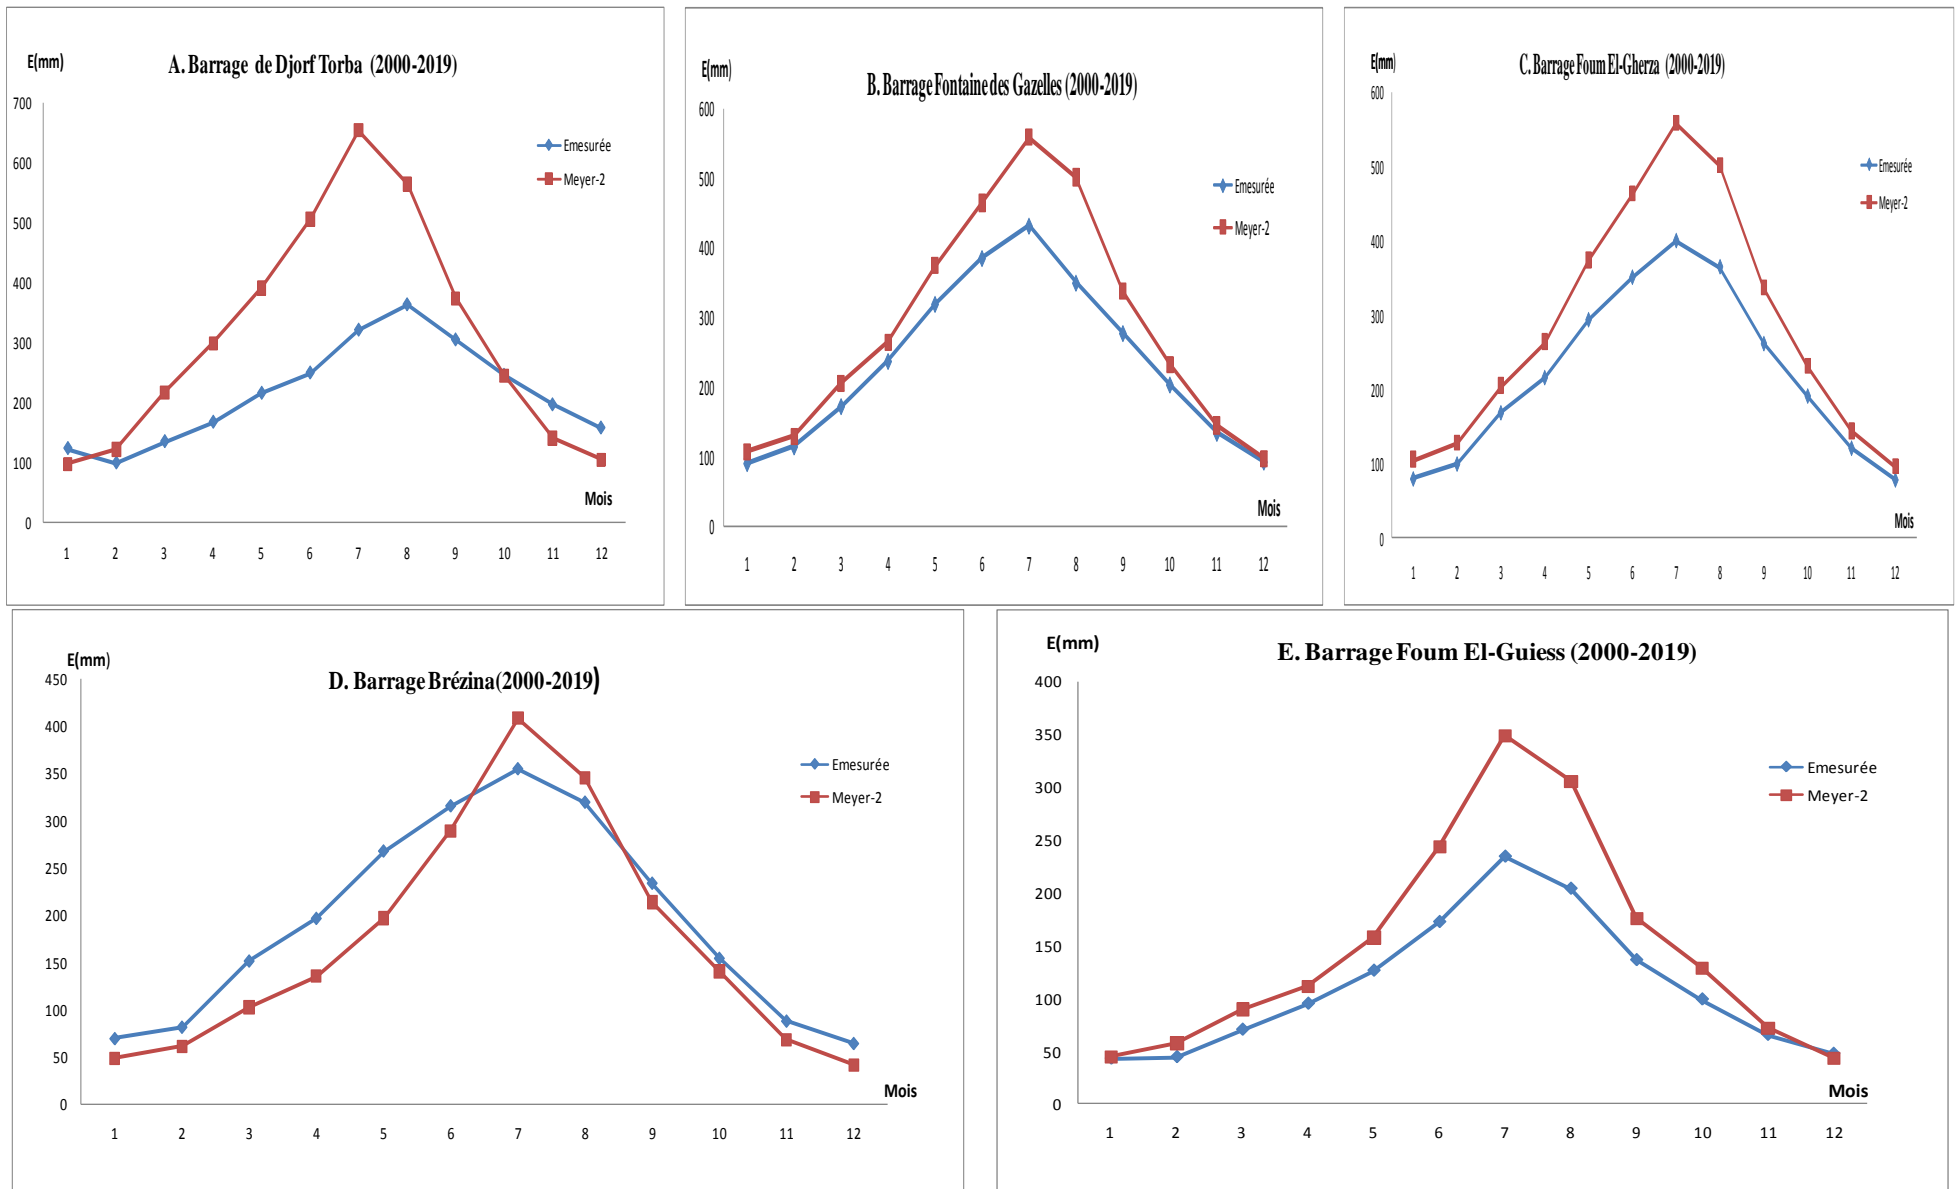 E(mm)
A. Barrage de Djorf Torba (2000-2019)
700
600
500
400
300
200
100
0
Emesurée
Meyer-2
Mois
1 2 3 4 5 6 7 8 9 10 11 12
E(mm)
B. Barrage Fontaine des Gazelles (2000-2019)
600
500
400
300
200
100
0
Emesurée
Meyer-2
Mois
1 2 3 4 5 6 7 8 9 10 11 12
E(mm)
C. Barrage Foum El-Gherza (2000-2019)
600
500
400
300
200
100
0
Emesurée
Meyer-2
Mois
1 2 3 4 5 6 7 8 9 10 11 12
E(mm)
D. Barrage Brézina(2000-2019)
450
400
350
300
250
200
150
100
50
0
Emesurée
Meyer-2
Mois
1 2 3 4 5 6 7 8 9 10 11 12
E(mm)
E. Barrage Foum El-Guiess (2000-2019)
400
350
300
250
200
150
100
50
0
Emesurée
Meyer-2
Mois
1 2 3 4 5 6 7 8 9 10 11 12